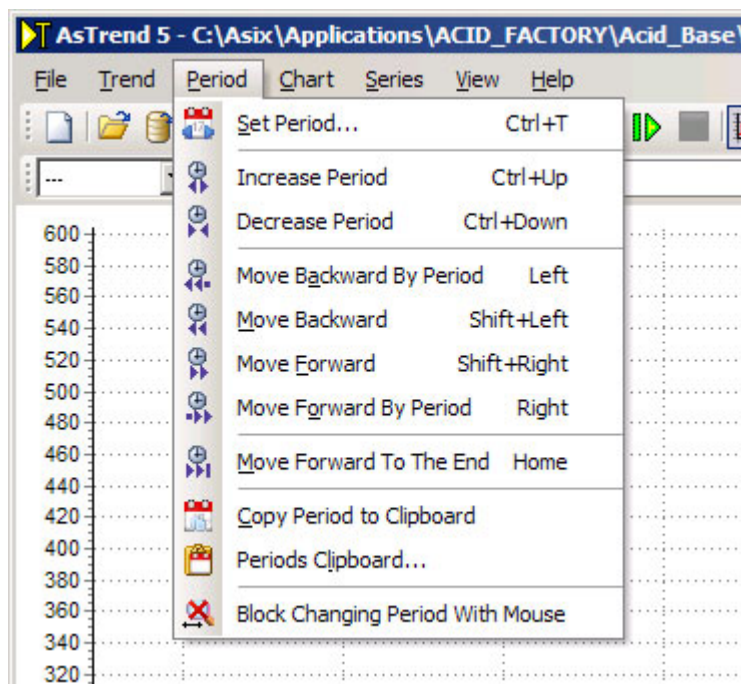 AsTrend 5 - C:\Asix\Applications\ACID_FACTORY\Acid_Base\
File Trend Period Chart Series View Help
Set Period... Ctrl+T
---
Increase Period Ctrl+Up
Decrease Period Ctrl+Down
Move Backward By Period Left
Move Backward Shift+Left
Move Forward Shift+Right
Move Forward By Period Right
Move Forward To The End Home
Copy Period to Clipboard
Periods Clipboard...
Block Changing Period With Mouse
600
580
560
540
520
500
480
460
440
420
400
380
360
340
320